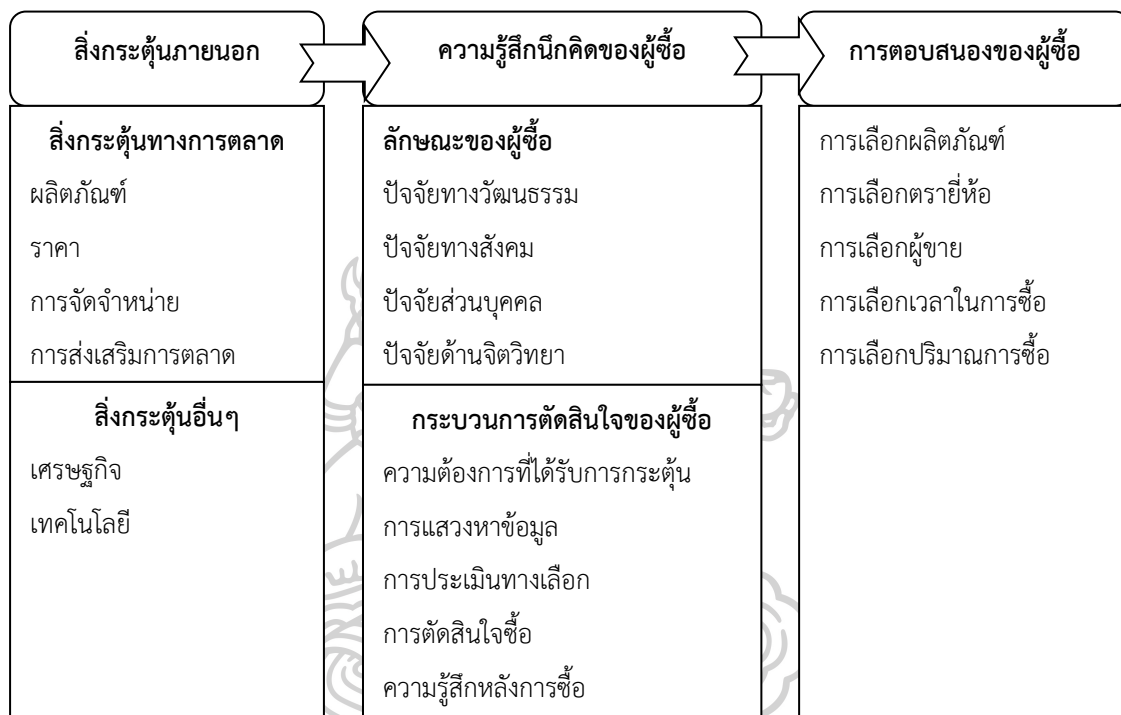 สิ่งกระตุ้นภายนอก
ความรู้สึกนึกคิดของผู้ซื้อ
การตอบสนองของผู้ซื้อ
สิ่งกระตุ้นทางการตลาด
ผลิตภัณฑ์
ราคา
การจัดจำหน่าย
การส่งเสริมการตลาด
สิ่งกระตุ้นอื่นๆ
เศรษฐกิจ
เทคโนโลยี
ลักษณะของผู้ซื้อ
ปัจจัยทางวัฒนธรรม
ปัจจัยทางสังคม
ปัจจัยส่วนบุคคล
ปัจจัยด้านจิตวิทยา
กระบวนการตัดสินใจของผู้ซื้อ
ความต้องการที่ได้รับการกระตุ้น
การแสวงหาข้อมูล
การประเมินทางเลือก
การตัดสินใจซื้อ
ความรู้สึกหลังการซื้อ
การเลือกผลิตภัณฑ์
การเลือกตรายี่ห้อ
การเลือกผู้ขาย
การเลือกเวลาในการซื้อ
การเลือกปริมาณการซื้อ